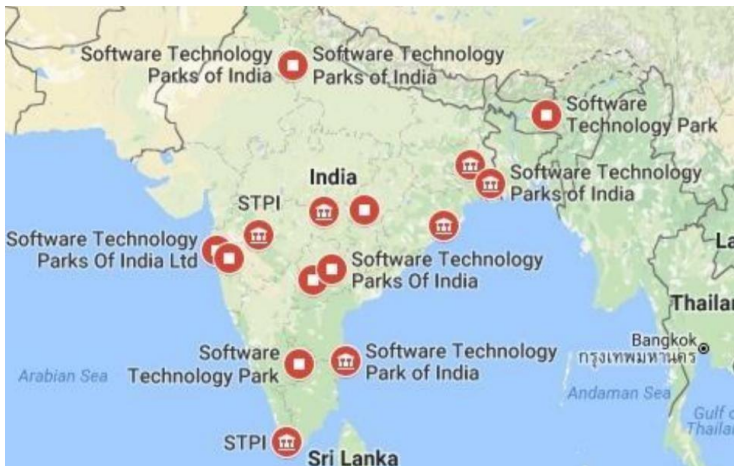 Software Technology
Parks of India
Software Technology
Parks of India
Software
Technology Park
India
Software Technology
Parks of India
STPI
Software Technology
Parks Of India Ltd
Software Technology
Parks Of India
Thailan
Bangkok
กรุงเทพมหานคร
Software
Technology Park
Software Technology
Park of India
Arabian Sea
Andaman Sea
Gulf o
Thailan
STPI
Sri Lanka
La